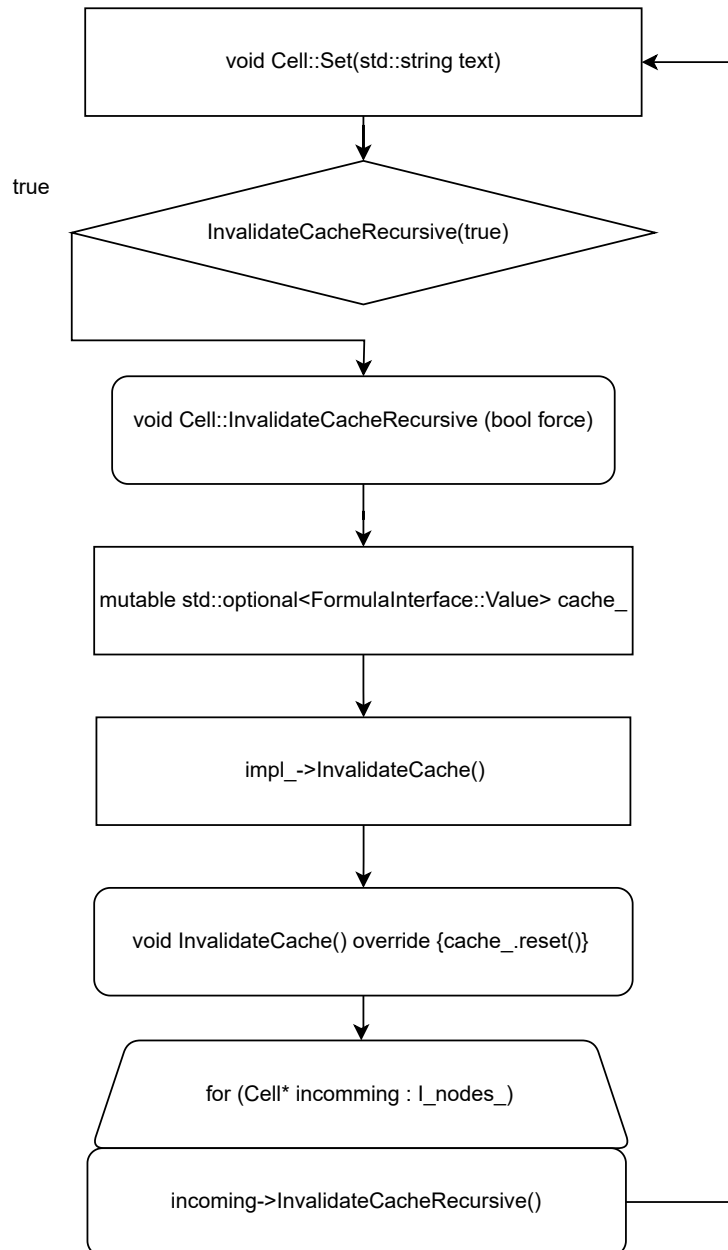 void Cell::Set(std::string text)
true
InvalidateCacheRecursive(true)
void Cell::InvalidateCacheRecursive (bool force)
mutable std::optional<FormulaInterface::Value> cache_
impl_->InvalidateCache()
void InvalidateCache() override {cache_.reset()}
for (Cell* incomming : I_nodes_)
incoming->InvalidateCacheRecursive()